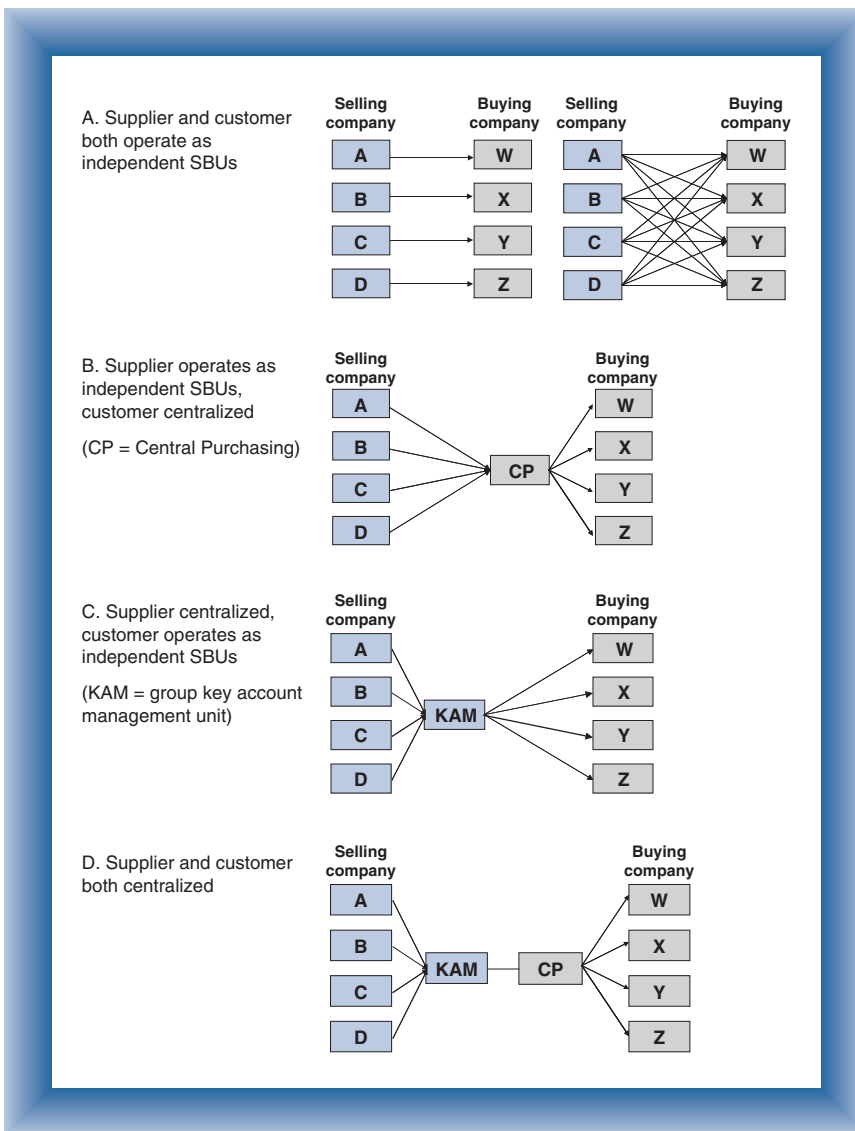 A. Supplier and customer
both operate as
independent SBUs
Selling
company
Buying
company
Selling
company
Buying
company
A
W
A
W
B
X
B
X
C
Y
C
Y
D
Z
D
Z
B. Supplier operates as
independent SBUs,
customer centralized
(CP = Central Purchasing)
Selling
company
Buying
company
A
W
B
X
CP
C
Y
D
Z
C. Supplier centralized,
customer operates as
independent SBUs
(KAM = group key account
management unit)
Selling
company
Buying
company
A
W
B
X
KAM
C
Y
D
Z
D. Supplier and customer
both centralized
Selling
company
Buying
company
A
W
B
X
KAM
CP
C
Y
D
Z